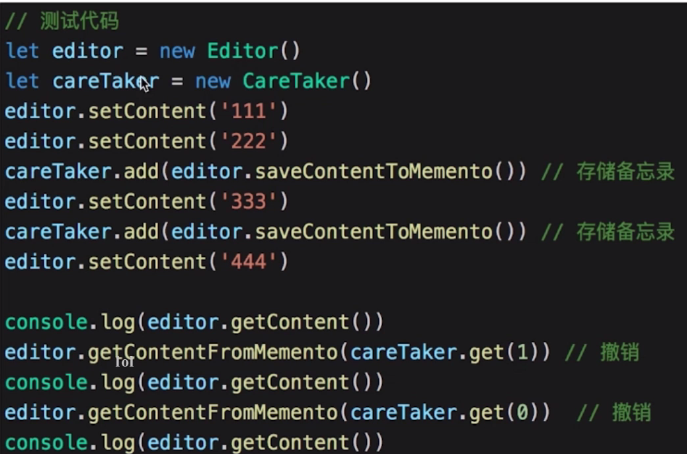 // 测试代码
let editor = new Editor()
let careTaker = new CareTaker()
editor.setContent('111')
editor.setContent('222')
careTaker.add(editor.saveContentToMemento()) // 存储备忘录
editor.setContent('333')
careTaker.add(editor.saveContentToMemento()) // 存储备忘录
editor.setContent('444')

console.log(editor.getContent())
editor.getContentFromMemento(careTaker.get(1)) // 撤销
console.log(editor.getContent())
editor.getContentFromMemento(careTaker.get(0)) // 撤销
console.log(editor.getContent())